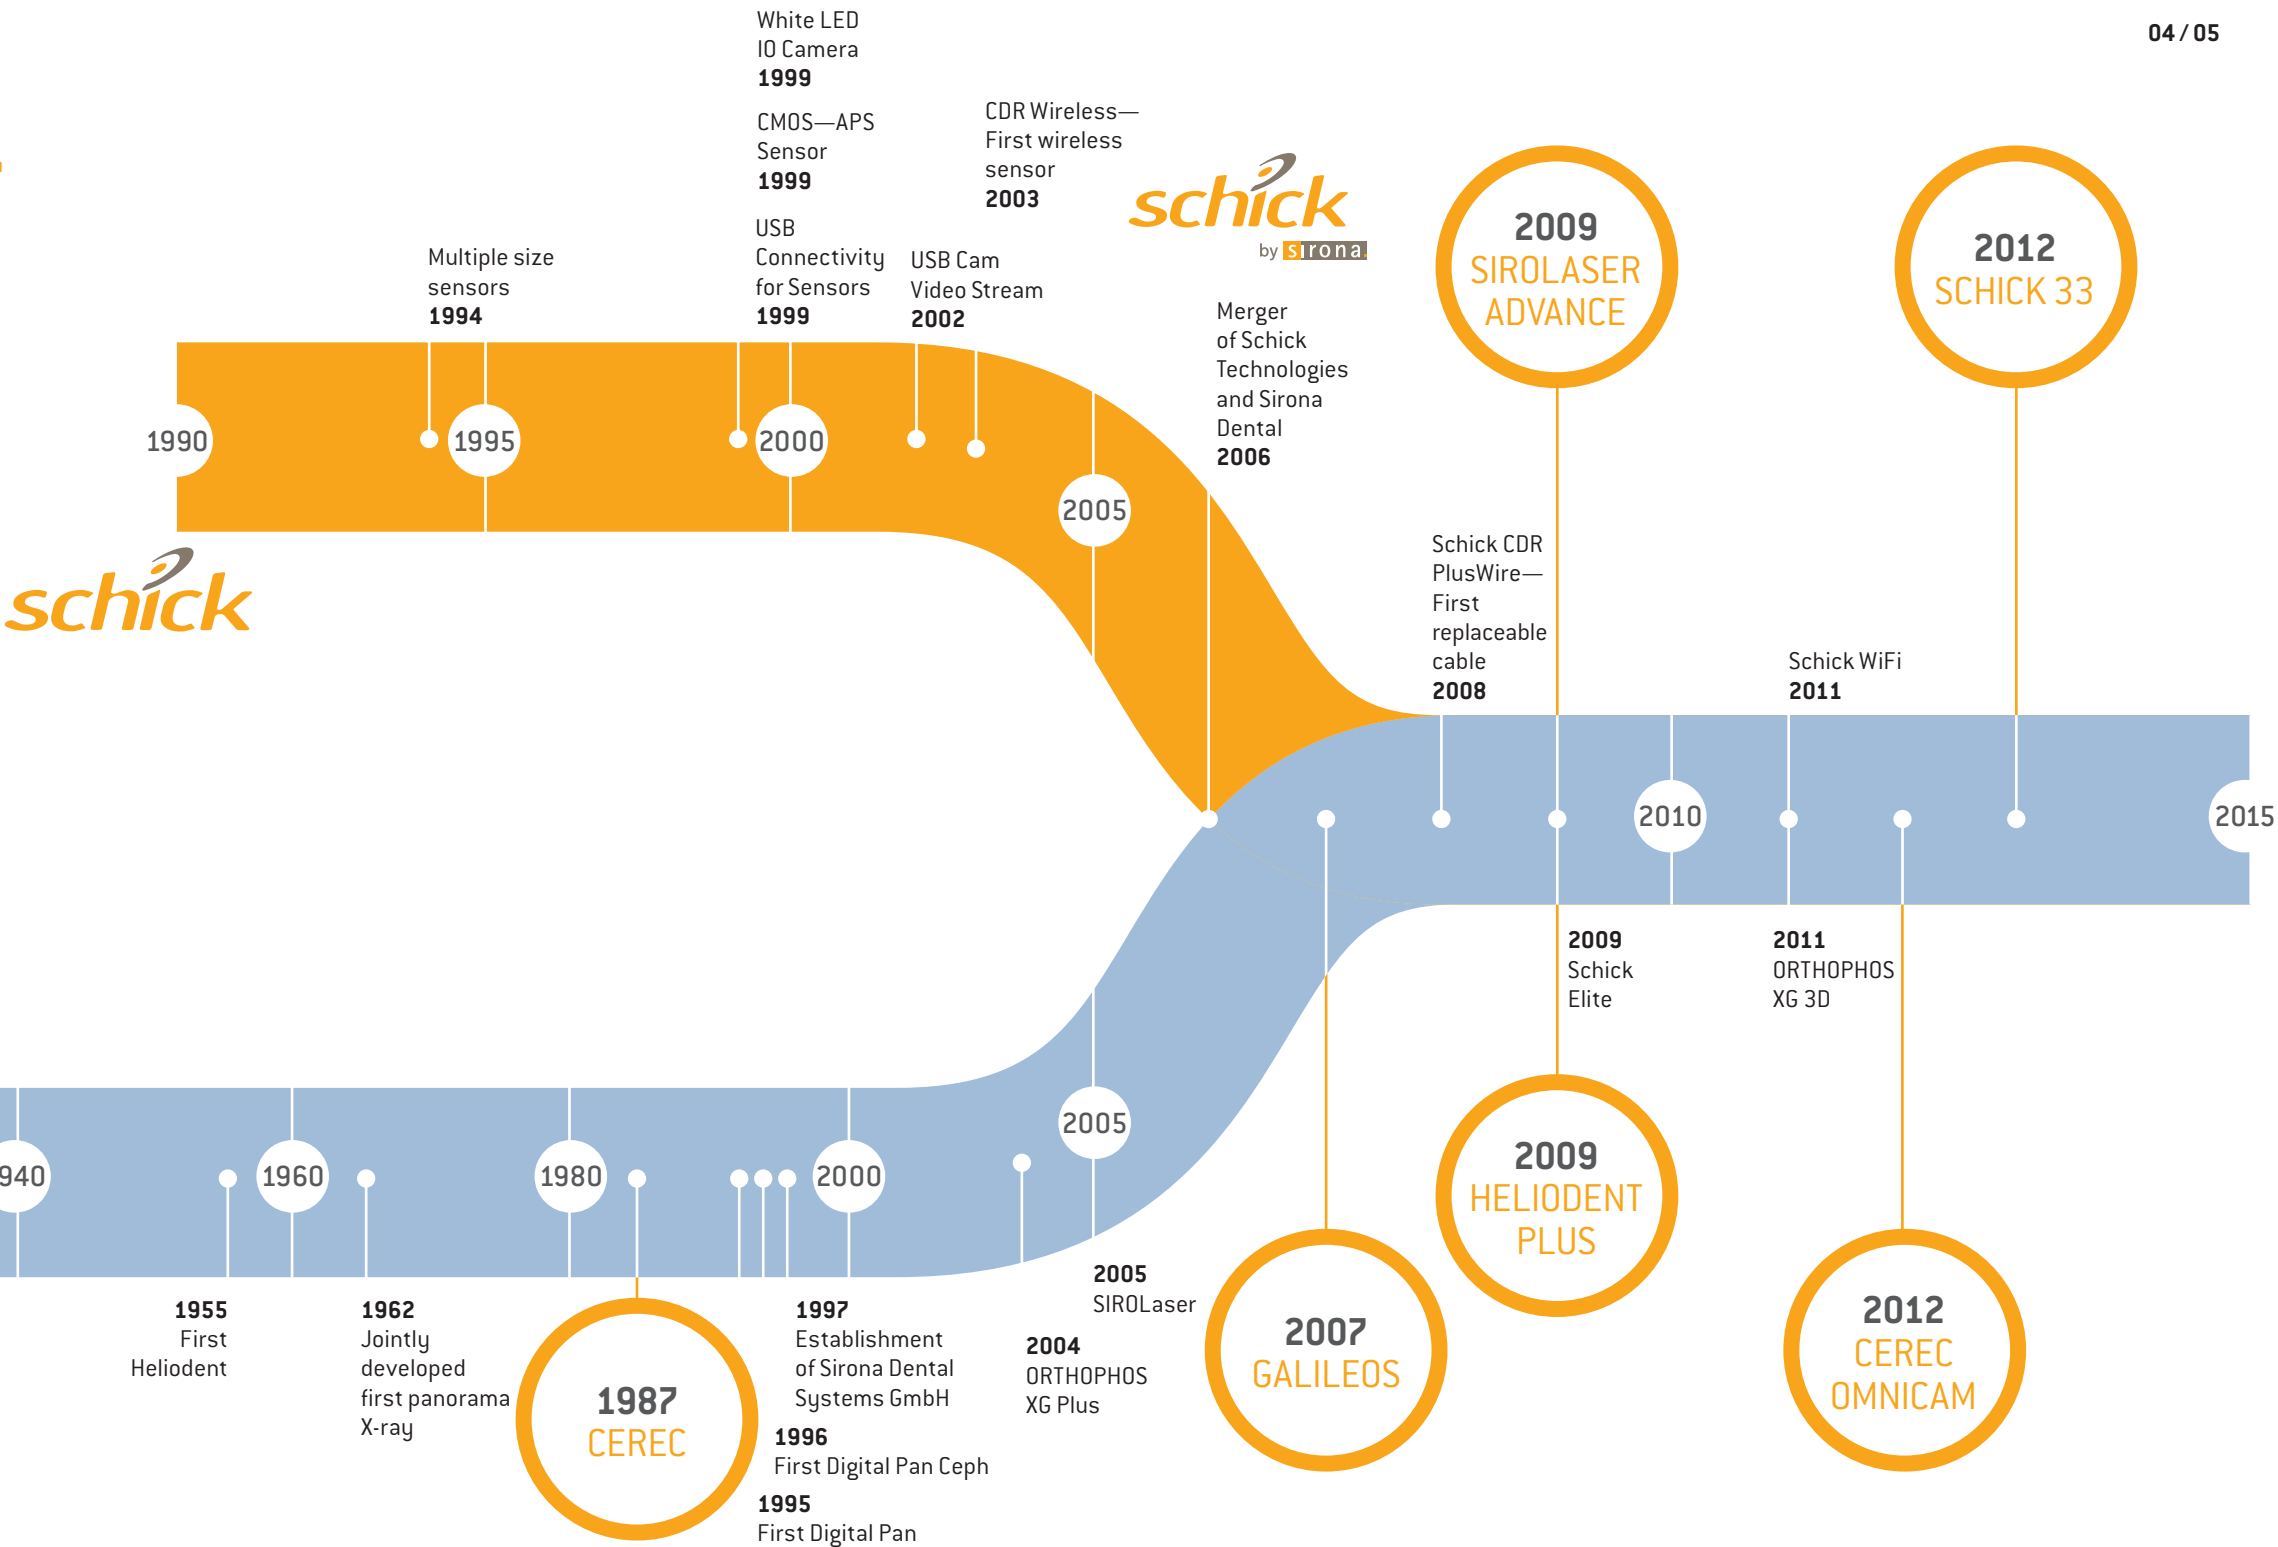 04 / 05
White LED
IO Camera
1999
CMOS—APS
Sensor
1999
USB
Connectivity
for Sensors
1999
CDR Wireless—
First wireless
sensor
2003
USB Cam
Video Stream
2002
Multiple size
sensors
1994
schick
by sirona.
Merger
of Schick
Technologies
and Sirona
Dental
2006
2009
SIROLASER
ADVANCE
2012
SCHICK 33
1990
1995
2000
2005
schick
Schick CDR
PlusWire—
First
replaceable
cable
2008
Schick WiFi
2011
2010
2015
2009
Schick
Elite
2011
ORTHOPHOS
XG 3D
940
1960
1980
2000
2005
1955
First
Heliodent
1962
Jointly
developed
first panorama
X-ray
1987
CEREC
1997
Establishment
of Sirona Dental
Systems GmbH
1996
First Digital Pan Ceph
1995
First Digital Pan
2005
SIROLaser
2004
ORTHOPHOS
XG Plus
2007
GALILEOS
2009
HELIODENT
PLUS
2012
CEREC
OMNICAM